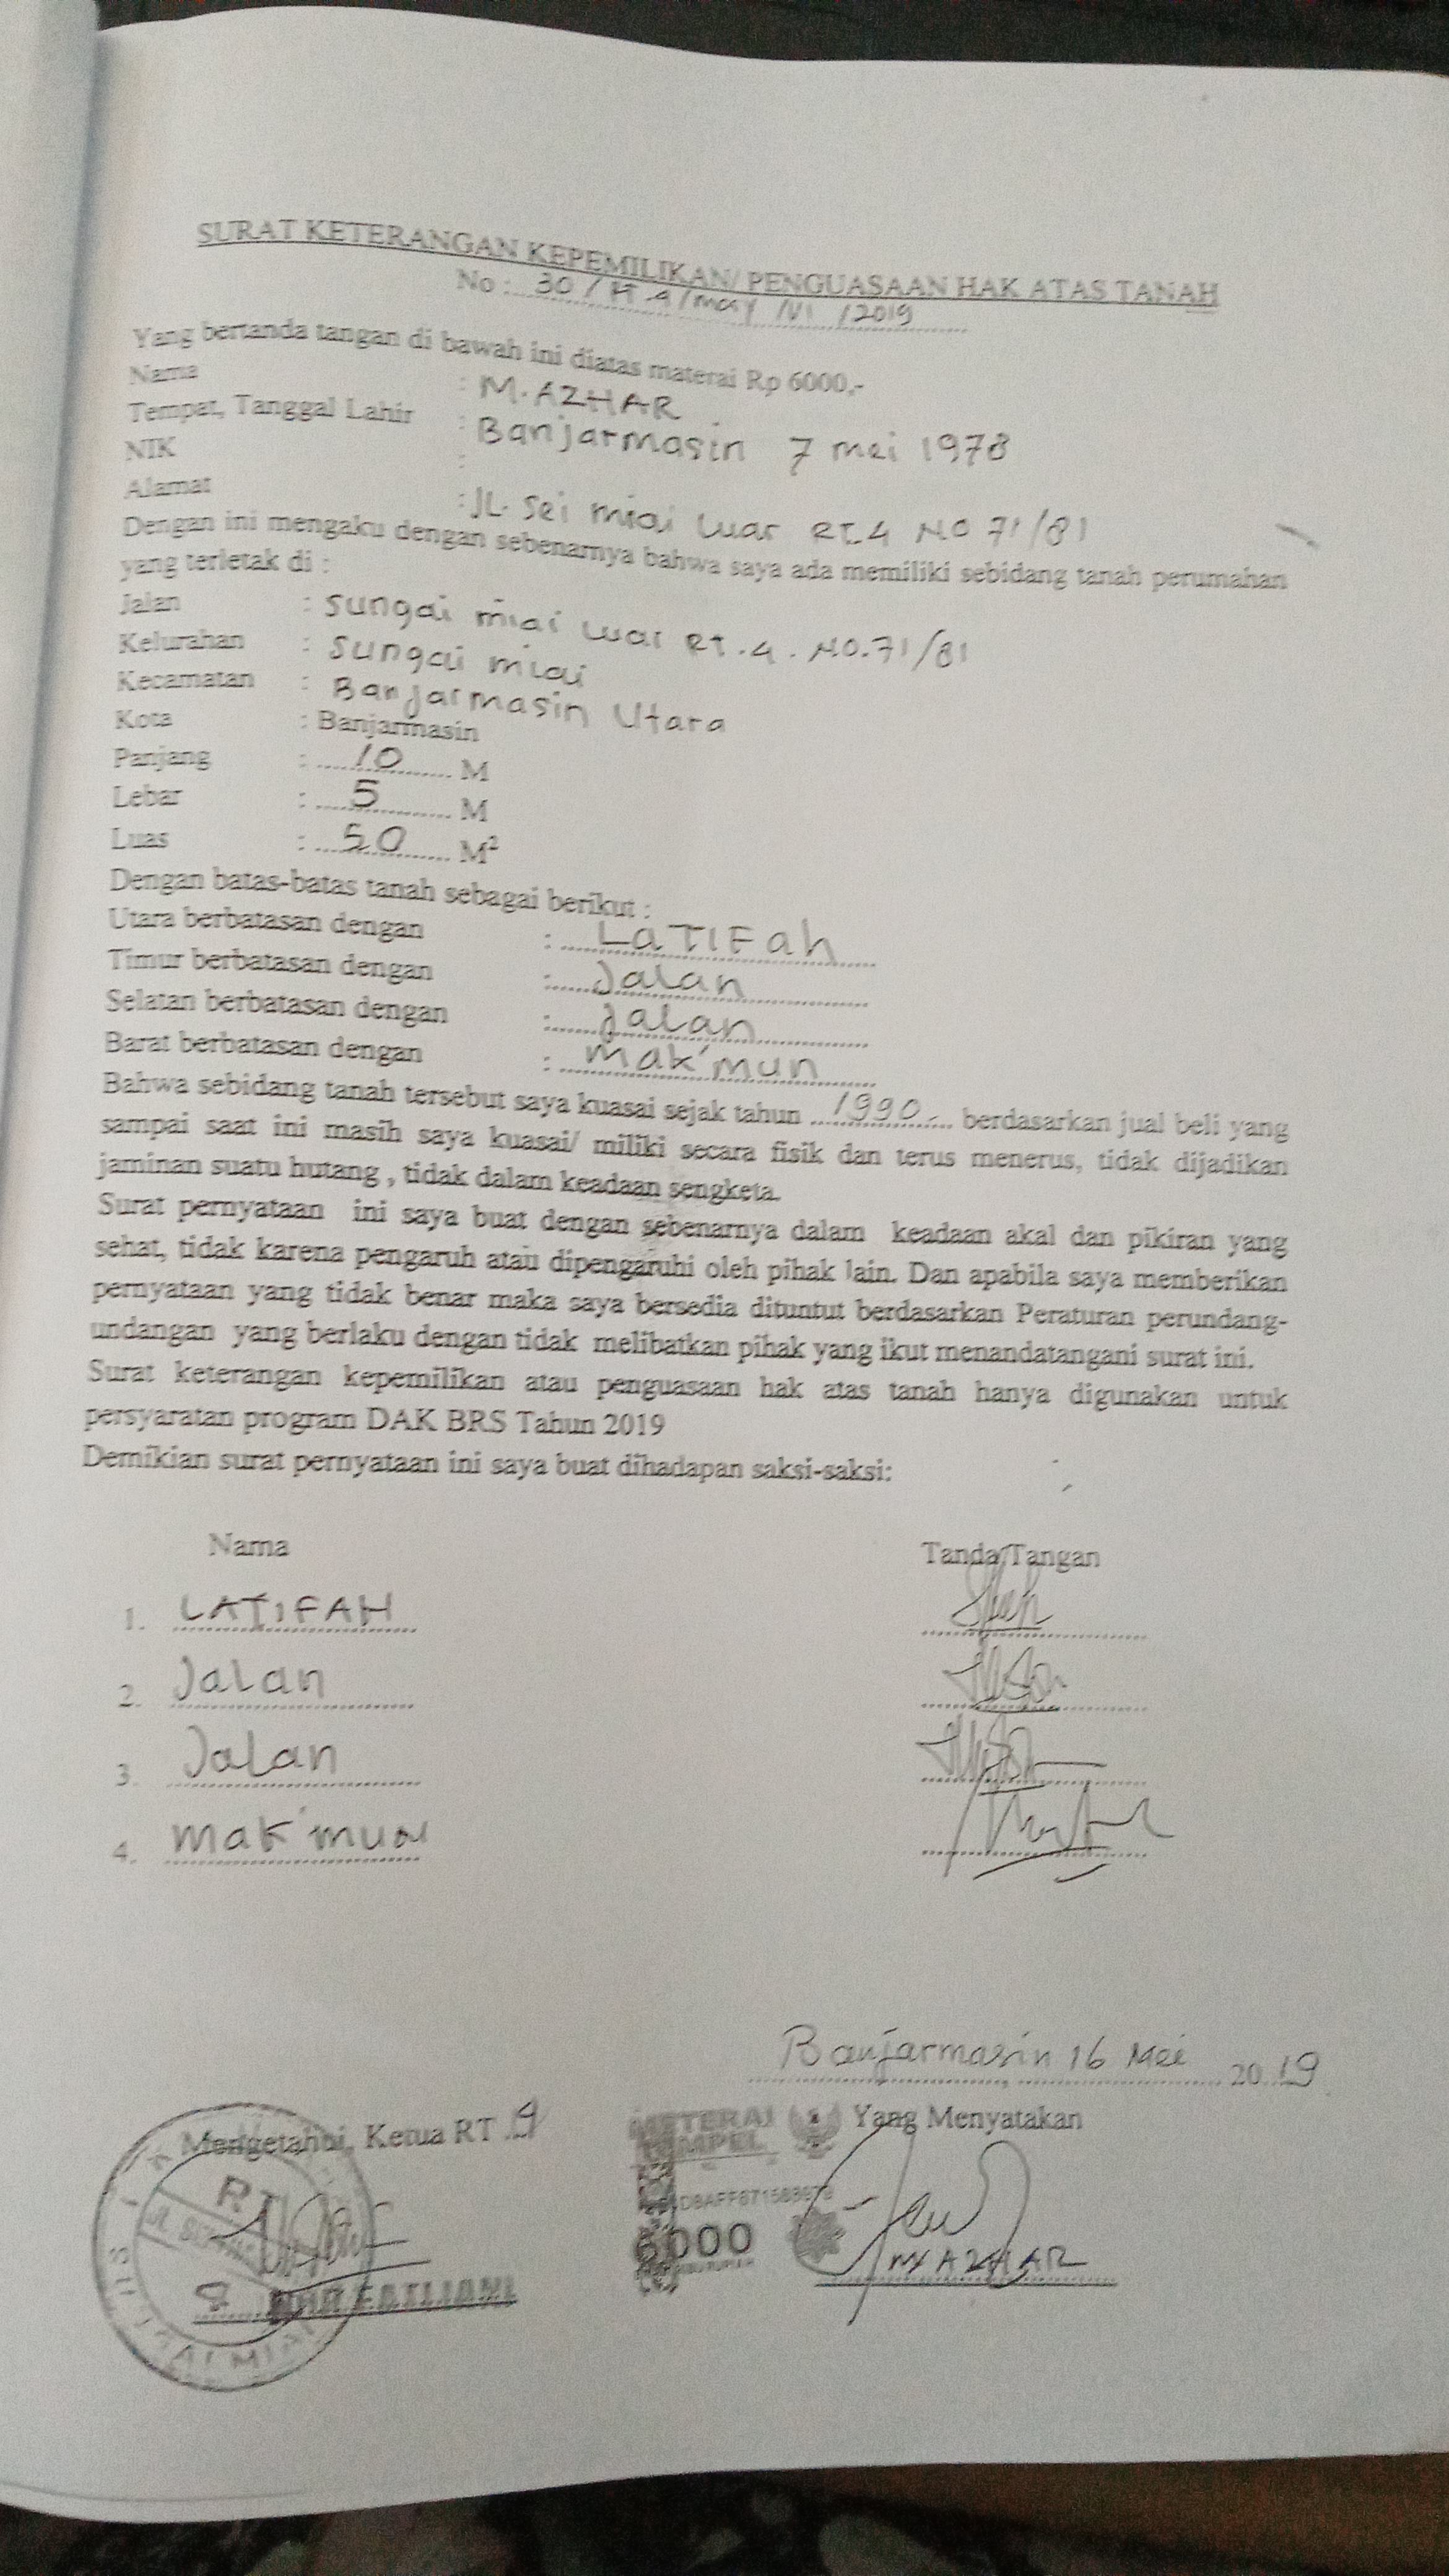 SURAT KETERANGAN KEPEMILIKAN/ PENGUASAAN HAK ATAS TANAH
No : 30 / RT.4 / may / VI / 2019
Yang bertanda tangan di bawah ini diatas materai Rp 6000,-
Nama : M. AZHAR
Tempat, Tanggal Lahir : Banjarmasin 7 mei 1978
NIK :
Alamat : JL. Sei miai Luar RT.4 NO 71/81
Dengan ini mengaku dengan sebenarnya bahwa saya ada memiliki sebidang tanah perumahan
yang terletak di :
Jalan : Sungai miai Luar RT.4. NO.71/81
Kelurahan : Sungai miai
Kecamatan : Banjarmasin Utara
Kota : Banjarmasin
Panjang : 10 M
Lebar : 5 M
Luas : 50 M²
Dengan batas-batas tanah sebagai berikut :
Utara berbatasan dengan : LaTIFah
Timur berbatasan dengan : Jalan
Selatan berbatasan dengan : Jalan
Barat berbatasan dengan : mak'mun
Bahwa sebidang tanah tersebut saya kuasai sejak tahun 1990. berdasarkan jual beli yang
sampai saat ini masih saya kuasai/ miliki secara fisik dan terus menerus, tidak dijadikan
jaminan suatu hutang , tidak dalam keadaan sengketa.
Surat pernyataan ini saya buat dengan sebenarnya dalam keadaan akal dan pikiran yang
sehat, tidak karena pengaruh atau dipengaruhi oleh pihak lain. Dan apabila saya memberikan
pernyataan yang tidak benar maka saya bersedia dituntut berdasarkan Peraturan perundang-
undangan yang berlaku dengan tidak melibatkan pihak yang ikut menandatangani surat ini.
Surat keterangan kepemilikan atau penguasaan hak atas tanah hanya digunakan untuk
persyaratan program DAK BRS Tahun 2019
Demikian surat pernyataan ini saya buat dihadapan saksi-saksi:
Nama Tanda Tangan
1. LATIFAH
2. Jalan
3. Jalan
4. mak'mun
Banjarmasin 16 Mei 2019
Mengetahui, Ketua RT 4
METERAI TEMPEL
Yang Menyatakan
6000
RT
4
M AZHAR